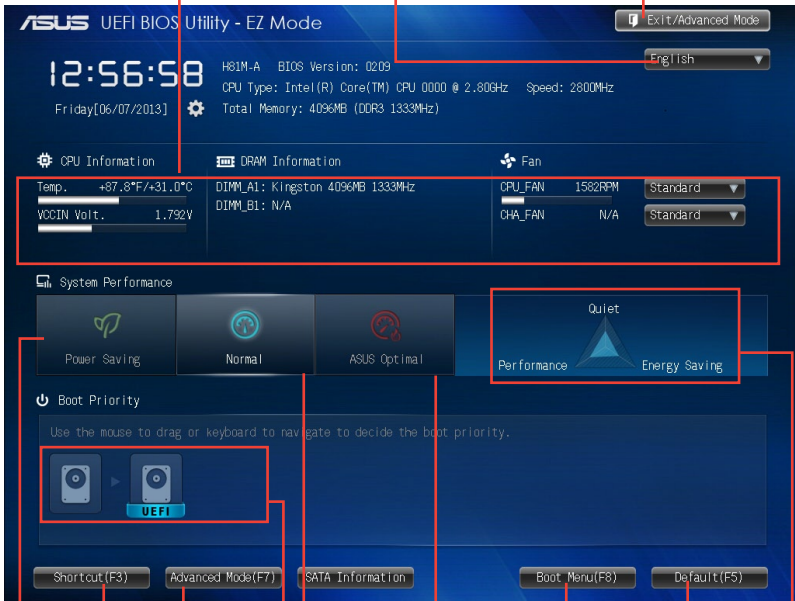 ASUS UEFI BIOS Utility - EZ Mode
Exit/Advanced Mode
English
12:56:58
Friday[06/07/2013]
H81M-A BIOS Version: 0209
CPU Type: Intel(R) Core(TM) CPU 0000 @ 2.80GHz Speed: 2800MHz
Total Memory: 4096MB (DDR3 1333MHz)
CPU Information
Temp. +87.8°F/+31.0°C
VCCIN Volt. 1.792V
DRAM Information
DIMM_A1: Kingston 4096MB 1333MHz
DIMM_B1: N/A
Fan
CPU_FAN 1582RPM Standard
CHA_FAN N/A Standard
System Performance
Power Saving
Normal
ASUS Optimal
Quiet
Performance
Energy Saving
Boot Priority
Use the mouse to drag or keyboard to navigate to decide the boot priority.
UEFI
Shortcut(F3)
Advanced Mode(F7)
SATA Information
Boot Menu(F8)
Default(F5)